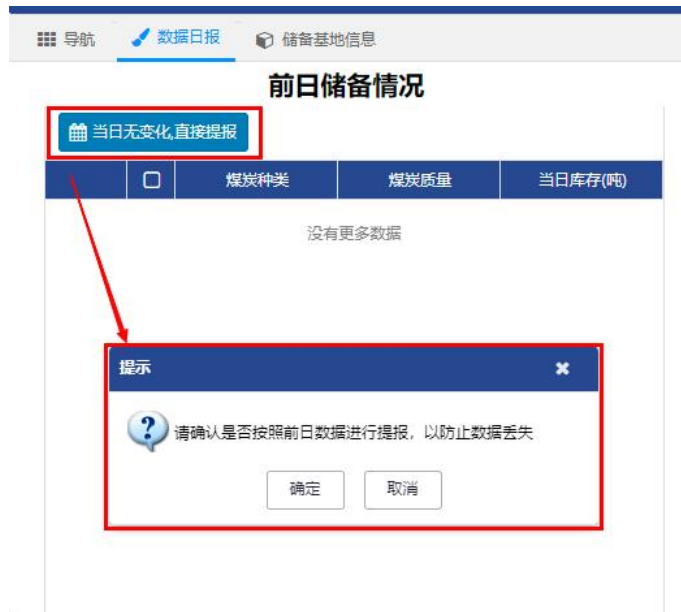 导航 数据日报 储备基地信息
前日储备情况
当日无变化,直接提报
煤炭种类 煤炭质量 当日库存(吨)
没有更多数据
提示
请确认是否按照前日数据进行提报，以防止数据丢失
确定 取消